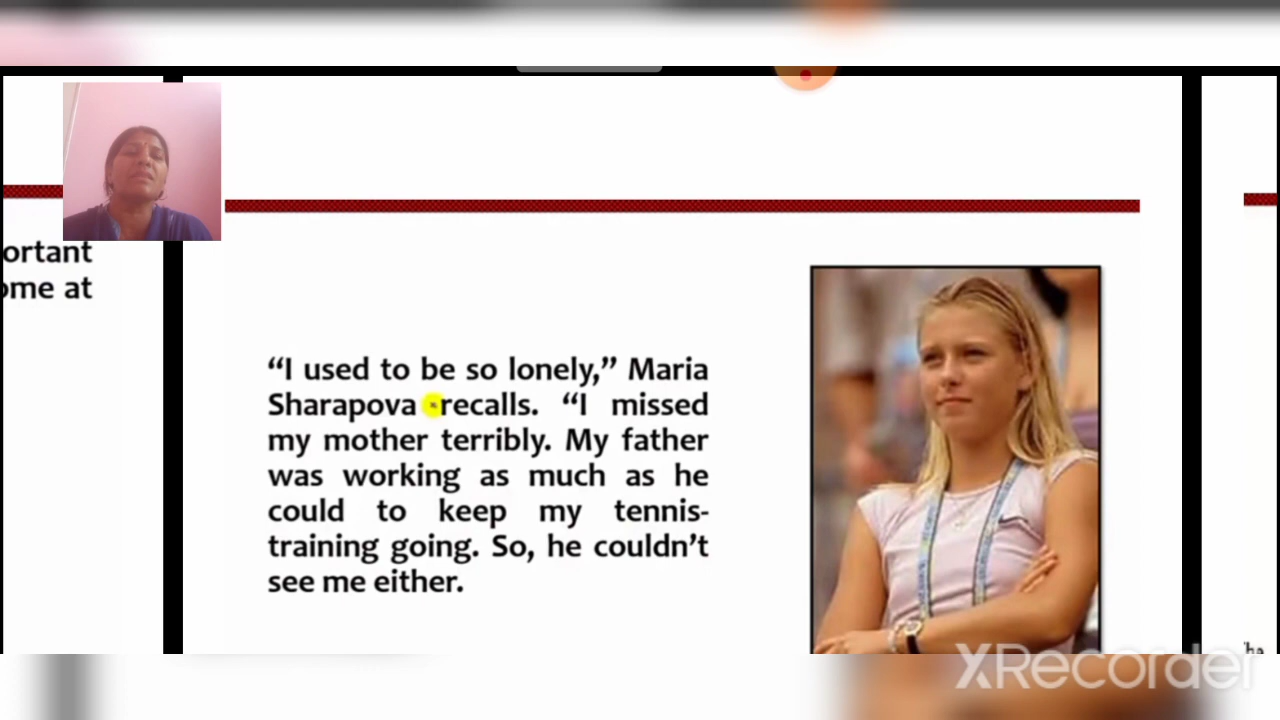 ortant
ome at
“I used to be so lonely,” Maria
Sharapova recalls. “I missed
my mother terribly. My father
was working as much as he
could to keep my tennis-
training going. So, he couldn’t
see me either.
XRecorder